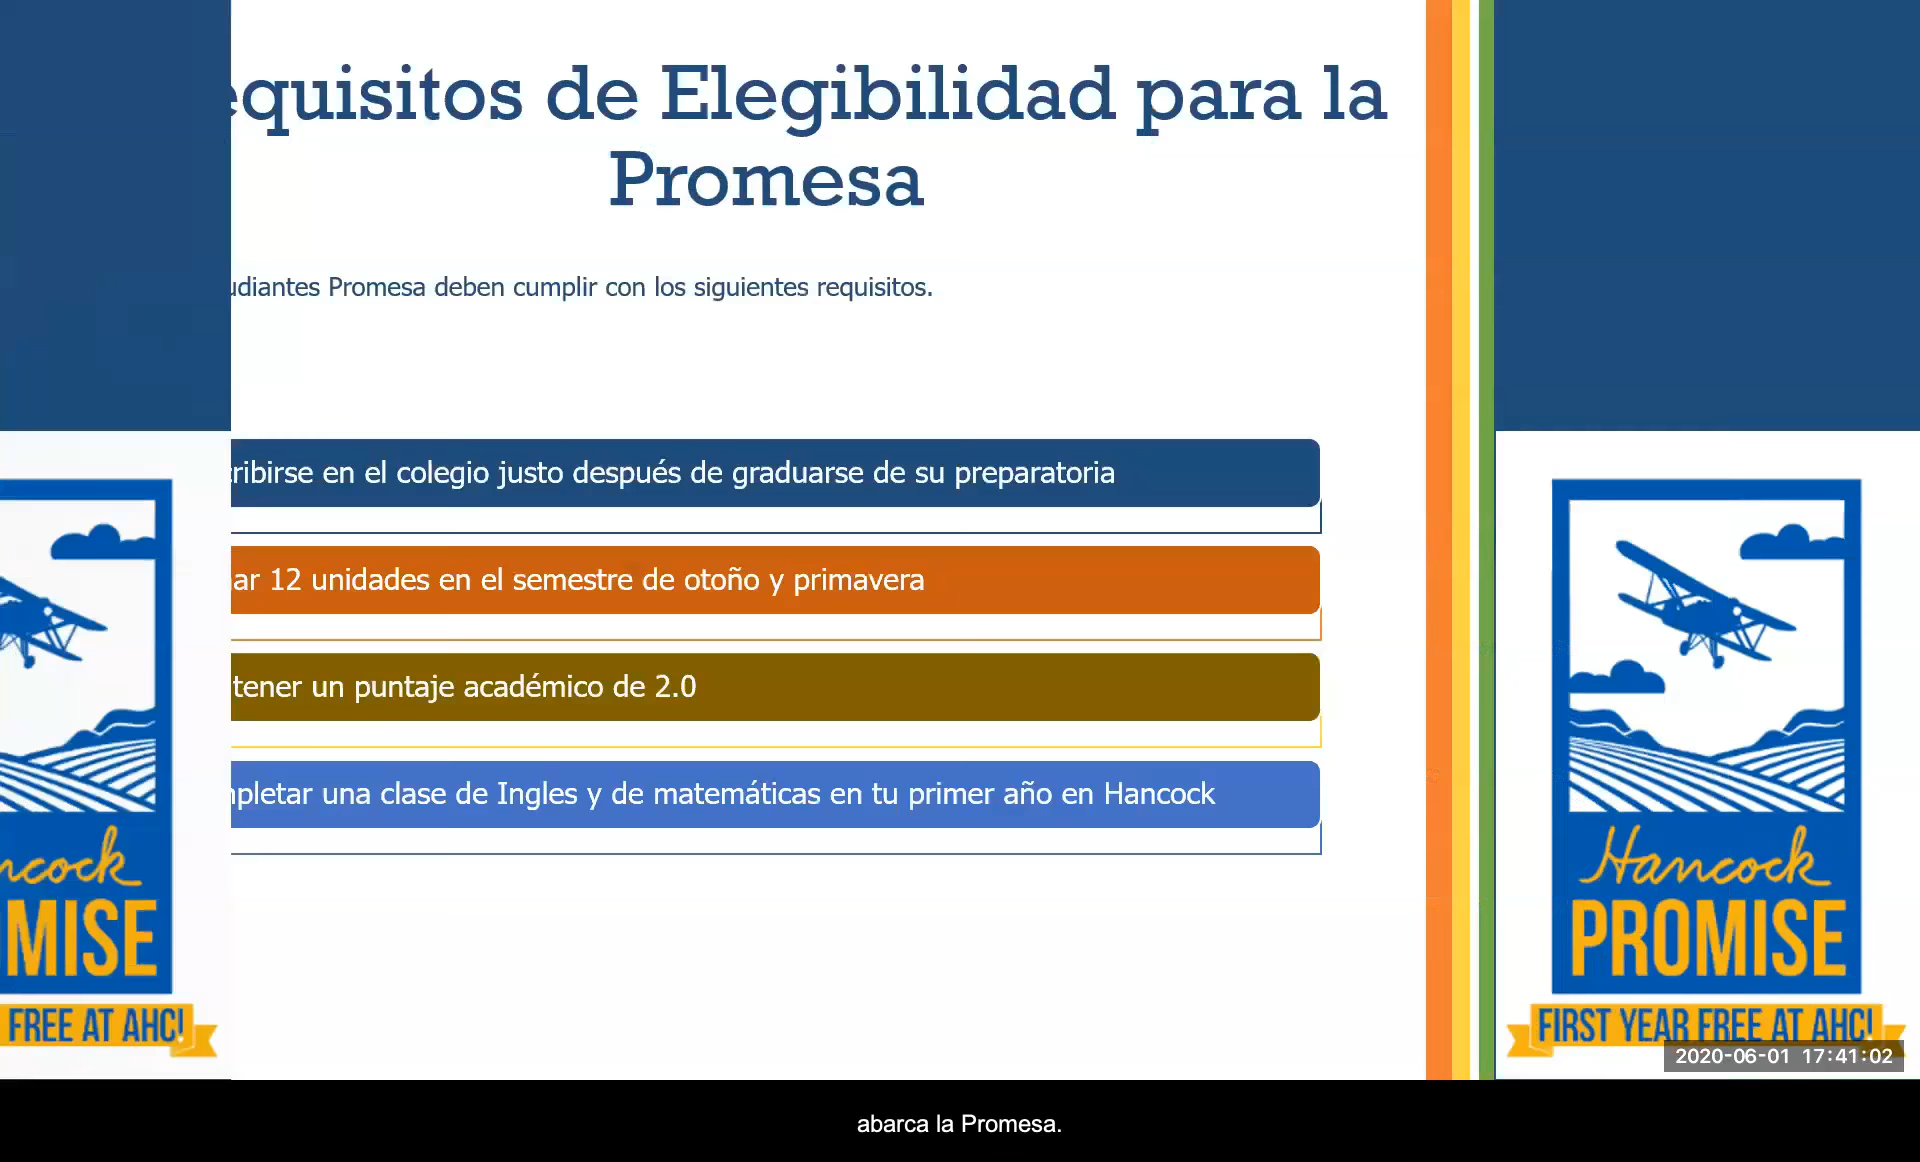 equisitos de Elegibilidad para la
Promesa
udiantes Promesa deben cumplir con los siguientes requisitos.
ribirse en el colegio justo después de graduarse de su preparatoria
ar 12 unidades en el semestre de otoño y primavera
tener un puntaje académico de 2.0
pletar una clase de Ingles y de matemáticas en tu primer año en Hancock
ncock
MISE
FREE AT AHC!
Hancock
PROMISE
FIRST YEAR FREE AT AHC!
2020-06-01 17:41:02
abarca la Promesa.